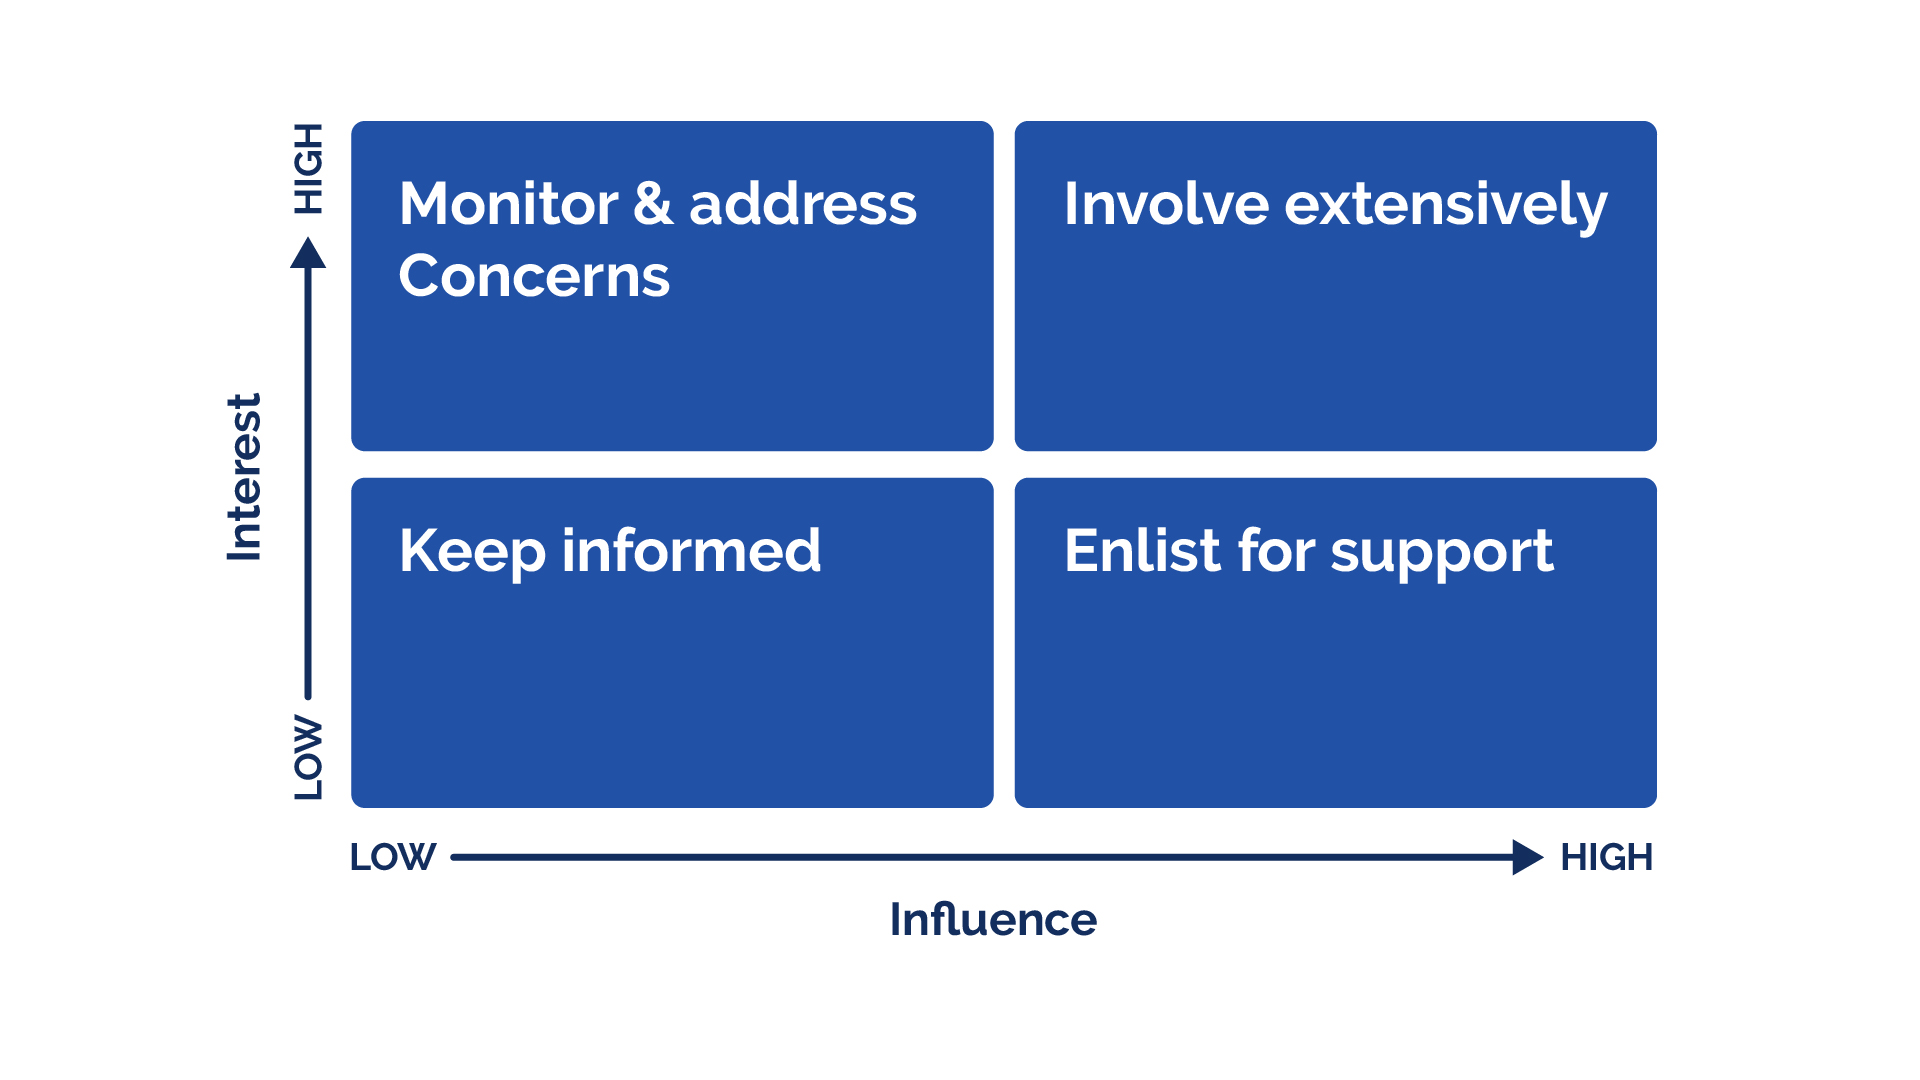 HIGH
Monitor & address
Concerns
Involve extensively
Interest
Keep informed
Enlist for support
LOW
LOW
HIGH
Influence